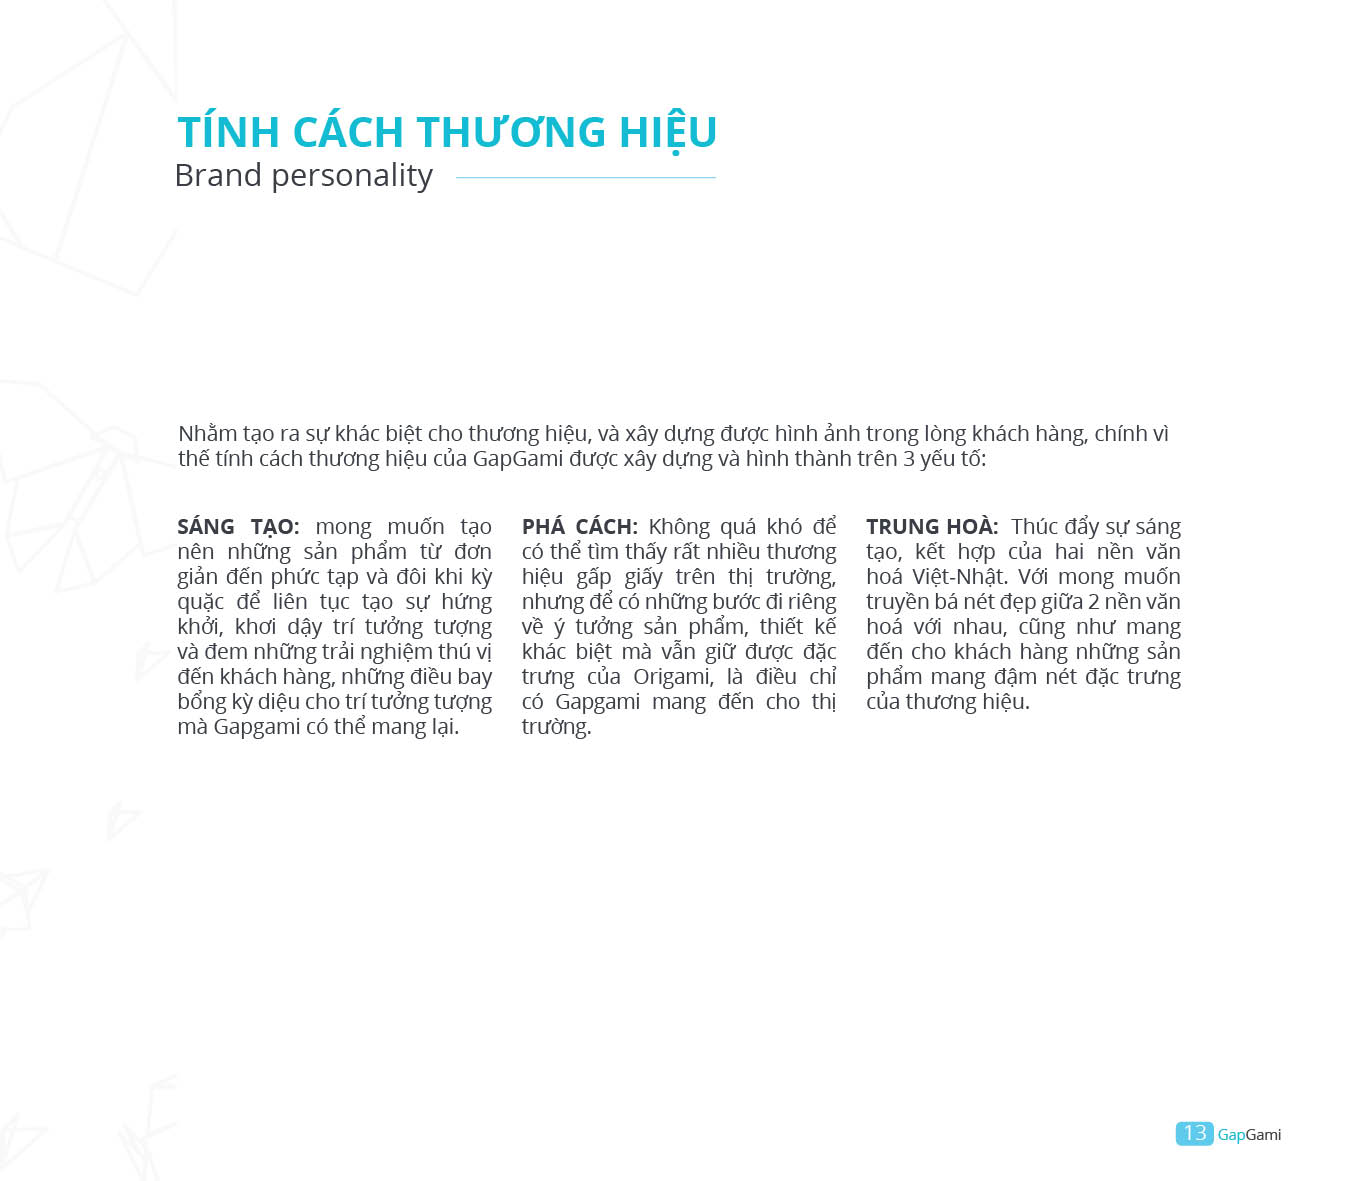 TÍNH CÁCH THƯƠNG HIỆU
Brand personality
Nhằm tạo ra sự khác biệt cho thương hiệu, và xây dựng được hình ảnh trong lòng khách hàng, chính vì
thế tính cách thương hiệu của GapGami được xây dựng và hình thành trên 3 yếu tố:
SÁNG TẠO: mong muốn tạo
nên những sản phẩm từ đơn
giản đến phức tạp và đôi khi kỳ
quặc để liên tục tạo sự hứng
khởi, khơi dậy trí tưởng tượng
và đem những trải nghiệm thú vị
đến khách hàng, những điều bay
bổng kỳ diệu cho trí tưởng tượng
mà Gapgami có thể mang lại.
PHÁ CÁCH: Không quá khó để
có thể tìm thấy rất nhiều thương
hiệu gấp giấy trên thị trường,
nhưng để có những bước đi riêng
về ý tưởng sản phẩm, thiết kế
khác biệt mà vẫn giữ được đặc
trưng của Origami, là điều chỉ
có Gapgami mang đến cho thị
trường.
TRUNG HOÀ: Thúc đẩy sự sáng
tạo, kết hợp của hai nền văn
hoá Việt-Nhật. Với mong muốn
truyền bá nét đẹp giữa 2 nền văn
hoá với nhau, cũng như mang
đến cho khách hàng những sản
phẩm mang đậm nét đặc trưng
của thương hiệu.
13 GapGami